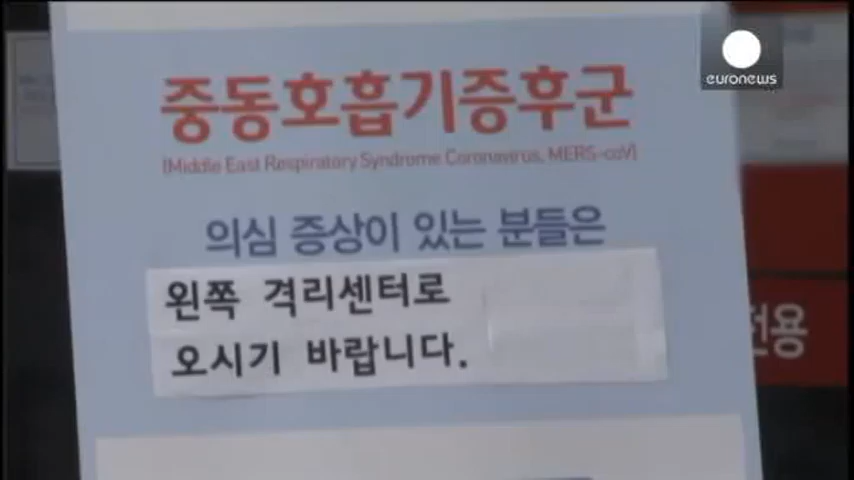 euronews
중동호흡기증후군
(Middle East Respiratory Syndrome Coronavirus, MERS-coV)
의심 증상이 있는 분들은
왼쪽 격리센터로
오시기 바랍니다.
전용